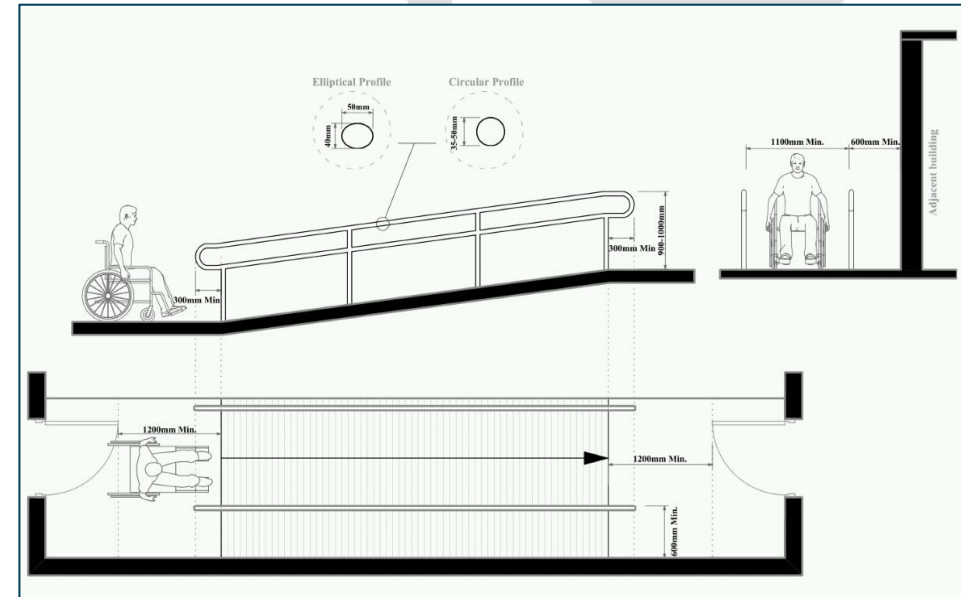 Elliptical Profile
Circular Profile
50mm
40mm
35-50mm
1100mm Min.
600mm Min.
Adjacent building
900-1000mm
300mm Min
300mm Min
1200mm Min.
1200mm Min.
600mm Min.